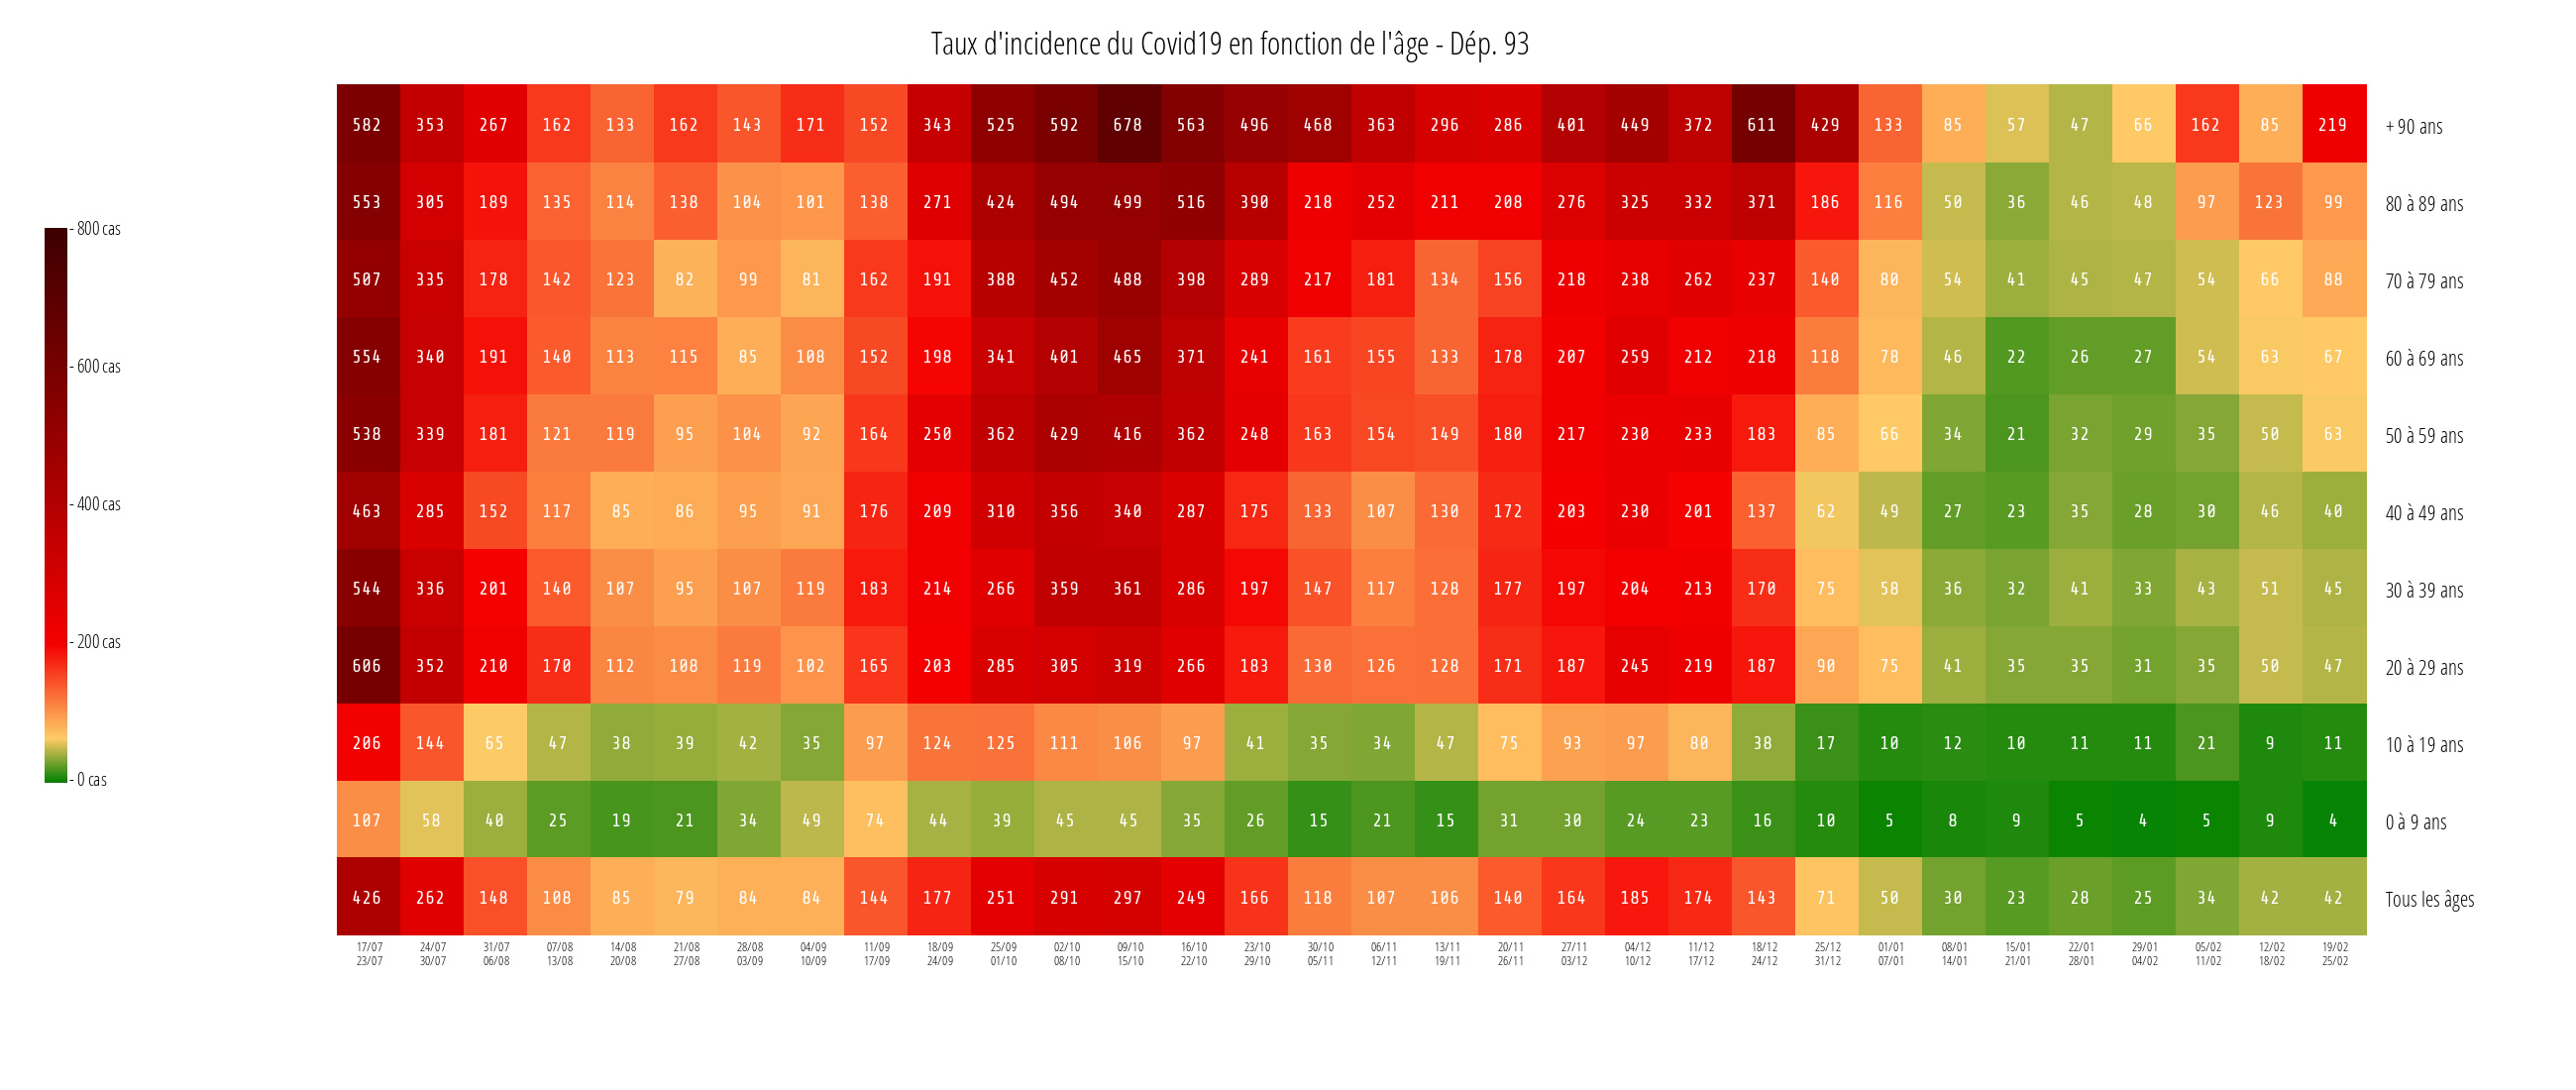 Taux d'incidence du Covid19 en fonction de l'âge - Dép. 93
- 800 cas
- 600 cas
- 400 cas
- 200 cas
- 0 cas
582 353 267 162 133 162 143 171 152 343 525 592 678 563 496 468 363 296 286 401 449 372 611 429 133 85 57 47 66 162 85 219 + 90 ans
553 305 189 135 114 138 104 101 138 271 424 494 499 516 390 218 252 211 208 276 325 332 371 186 116 50 36 46 48 97 123 99 80 à 89 ans
507 335 178 142 123 82 99 81 162 191 388 452 488 398 289 217 181 134 156 218 238 262 237 140 80 54 41 45 47 54 66 88 70 à 79 ans
554 340 191 140 113 115 85 108 152 198 341 401 465 371 241 161 155 133 178 207 259 212 218 118 78 46 22 26 27 54 63 67 60 à 69 ans
538 339 181 121 119 95 104 92 164 250 362 429 416 362 248 163 154 149 180 217 230 233 183 85 66 34 21 32 29 35 50 63 50 à 59 ans
463 285 152 117 85 86 95 91 176 209 310 356 340 287 175 133 107 130 172 203 230 201 137 62 49 27 23 35 28 30 46 40 40 à 49 ans
544 336 201 140 107 95 107 119 183 214 266 359 361 286 197 147 117 128 177 197 204 213 170 75 58 36 32 41 33 43 51 45 30 à 39 ans
606 352 210 170 112 108 119 102 165 203 285 305 319 266 183 130 126 128 171 187 245 219 187 90 75 41 35 35 31 35 50 47 20 à 29 ans
206 144 65 47 38 39 42 35 97 124 125 111 106 97 41 35 34 47 75 93 97 80 38 17 10 12 10 11 11 21 9 11 10 à 19 ans
107 58 40 25 19 21 34 49 74 44 39 45 45 35 26 15 21 15 31 30 24 23 16 10 5 8 9 5 4 5 9 4 0 à 9 ans
426 262 148 108 85 79 84 84 144 177 251 291 297 249 166 118 107 106 140 164 185 174 143 71 50 30 23 28 25 34 42 42 Tous les âges
17/07 24/07 31/07 07/08 14/08 21/08 28/08 04/09 11/09 18/09 25/09 02/10 09/10 16/10 23/10 30/10 06/11 13/11 20/11 27/11 04/12 11/12 18/12 25/12 01/01 08/01 15/01 22/01 29/01 05/02 12/02 19/02
23/07 30/07 06/08 13/08 20/08 27/08 03/09 10/09 17/09 24/09 01/10 08/10 15/10 22/10 29/10 05/11 12/11 19/11 26/11 03/12 10/12 17/12 24/12 31/12 07/01 14/01 21/01 28/01 04/02 11/02 18/02 25/02